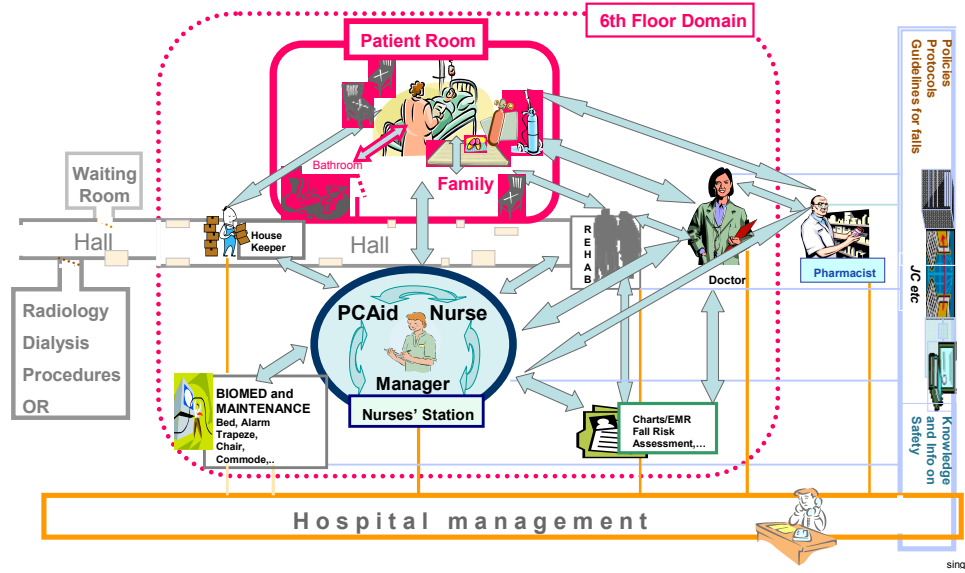 6th Floor Domain
Patient Room
Policies
Protocols
Guidelines for falls
Bathroom
Family
Waiting
Room
Hall
House
Keeper
Hall
R
E
H
A
B
Doctor
Pharmacist
JC etc
Radiology
Dialysis
Procedures
OR
PCAid
Nurse
Manager
Nurses' Station
BIOMED and
MAINTENANCE
Bed, Alarm
Trapeze,
Chair,
Commode,..
Charts/EMR
Fall Risk
Assessment,...
Knowledge
and Info on
Safety
Hospital management
sing